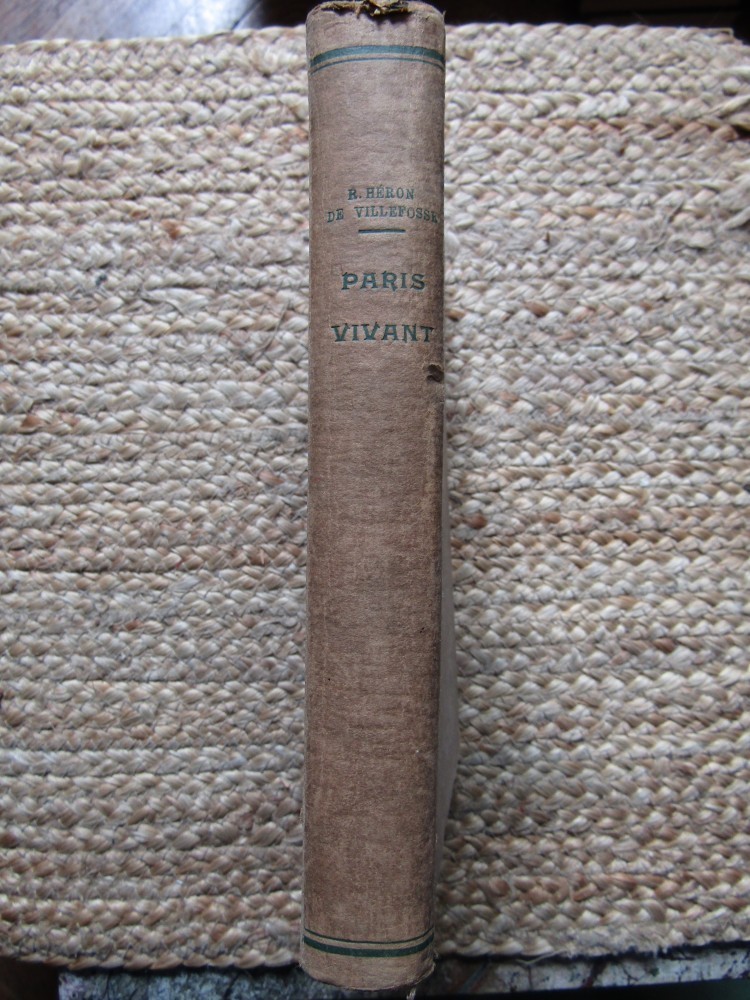 R. HÉRON
DE VILLEFOSSE
PARIS
VIVANT